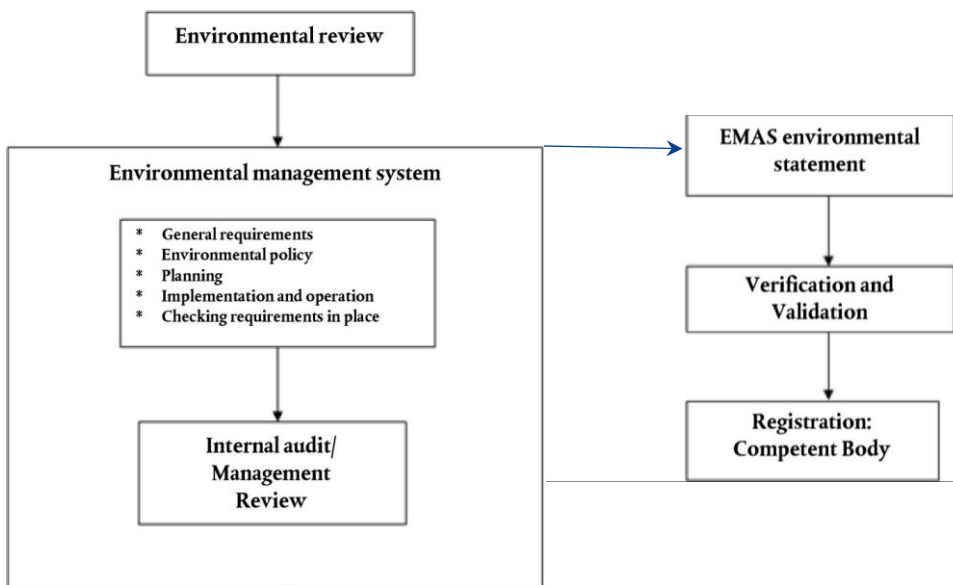 Environmental review
Environmental management system
* General requirements
* Environmental policy
* Planning
* Implementation and operation
* Checking requirements in place
Internal audit/
Management
Review
EMAS environmental
statement
Verification and
Validation
Registration:
Competent Body